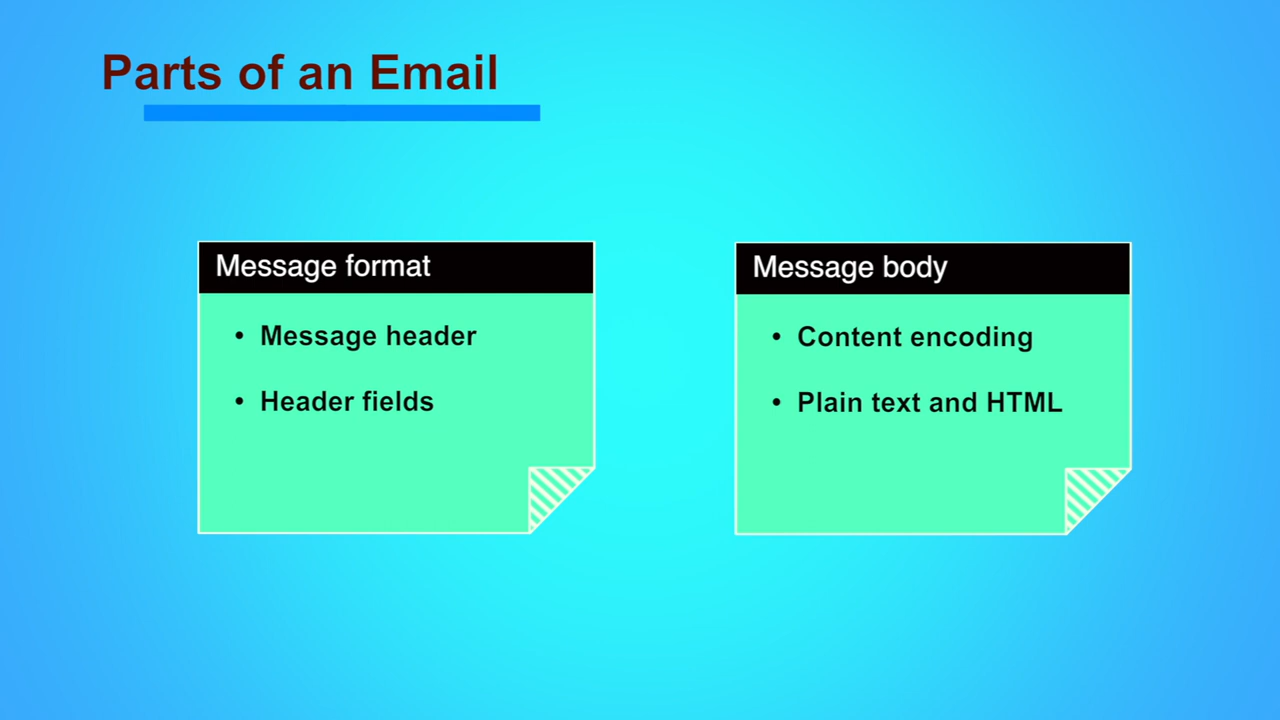 Parts of an Email
Message format
• Message header
• Header fields
Message body
• Content encoding
• Plain text and HTML